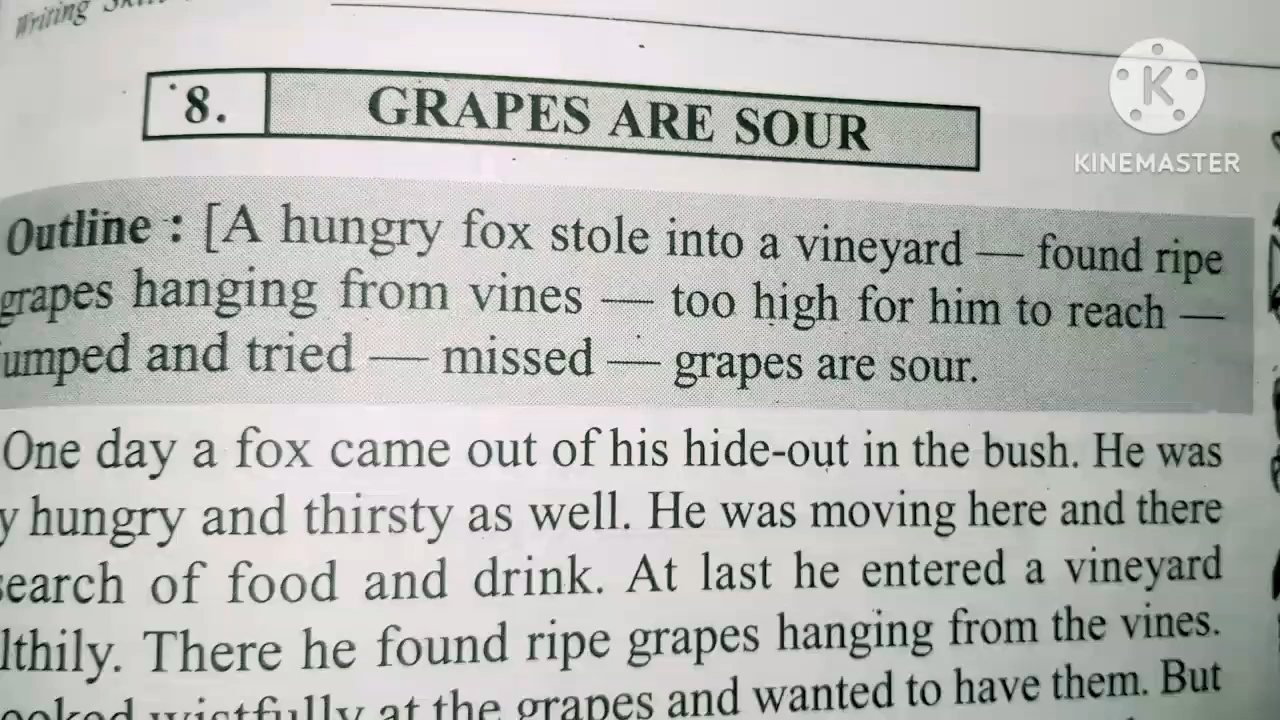 Writing
8. GRAPES ARE SOUR
K
KINEMASTER
Outline : [A hungry fox stole into a vineyard — found ripe
grapes hanging from vines — too high for him to reach —
umped and tried — missed — grapes are sour.
One day a fox came out of his hide-out in the bush. He was
y hungry and thirsty as well. He was moving here and there
search of food and drink. At last he entered a vineyard
lthily. There he found ripe grapes hanging from the vines.
ooked wistfully at the grapes and wanted to have them. But